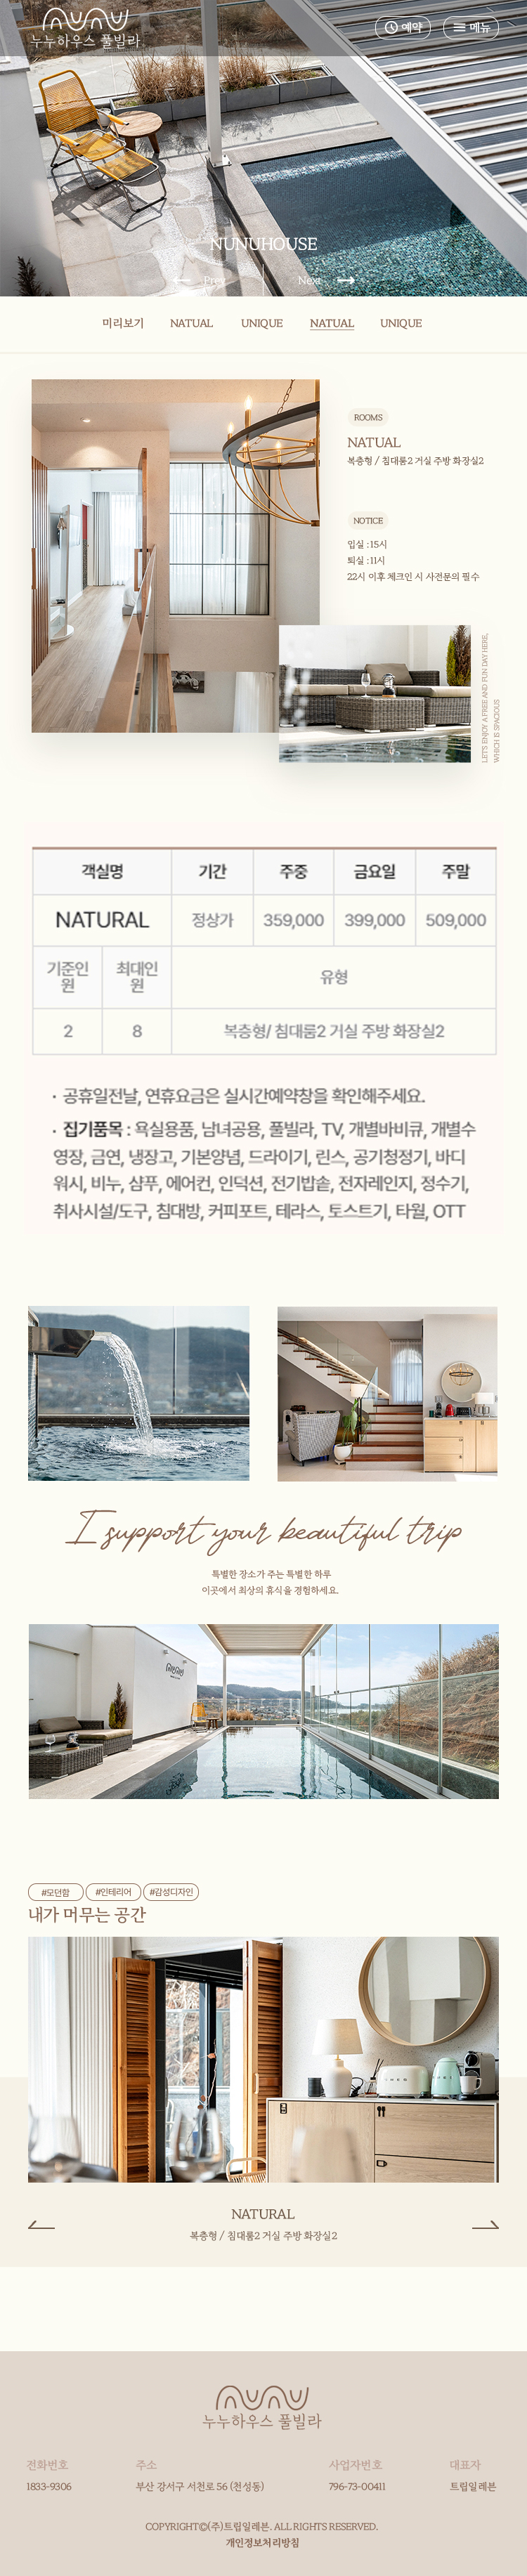 누누하우스 풀빌라
예약
메뉴
NUNUHOUSE
Prev
Next
미리보기 NATUAL UNIQUE NATUAL UNIQUE
ROOMS
NATUAL
복층형 / 침대룸2 거실 주방 화장실2
NOTICE
입실 : 15시
퇴실 : 11시
22시 이후 체크인 시 사전문의 필수
LET'S ENJOY A FREE AND FUN DAY HERE,
WHICH IS SPACIOUS
객실명 기간 주중 금요일 주말
NATURAL 정상가 359,000 399,000 509,000
기준인원 최대인원 유형
2 8 복층형/ 침대룸2 거실 주방 화장실2
· 공휴일전날, 연휴요금은 실시간예약창을 확인해주세요.
· 집기품목 : 욕실용품, 남녀공용, 풀빌라, TV, 개별바비큐, 개별수
영장, 금연, 냉장고, 기본양념, 드라이기, 린스, 공기청정기, 바디
워시, 비누, 샴푸, 에어컨, 인덕션, 전기밥솥, 전자레인지, 정수기,
취사시설/도구, 침대방, 커피포트, 테라스, 토스트기, 타월, OTT
I support your beautiful trip
특별한 장소가 주는 특별한 하루
이곳에서 최상의 휴식을 경험하세요.
#모던함 #인테리어 #감성디자인
내가 머무는 공간
NATURAL
복층형 / 침대룸2 거실 주방 화장실2
누누하우스 풀빌라
전화번호 주소 사업자번호 대표자
1833-9306 부산 강서구 서천로 56 (천성동) 796-73-00411 트립일레븐
COPYRIGHT©(주)트립일레븐. ALL RIGHTS RESERVED.
개인정보처리방침